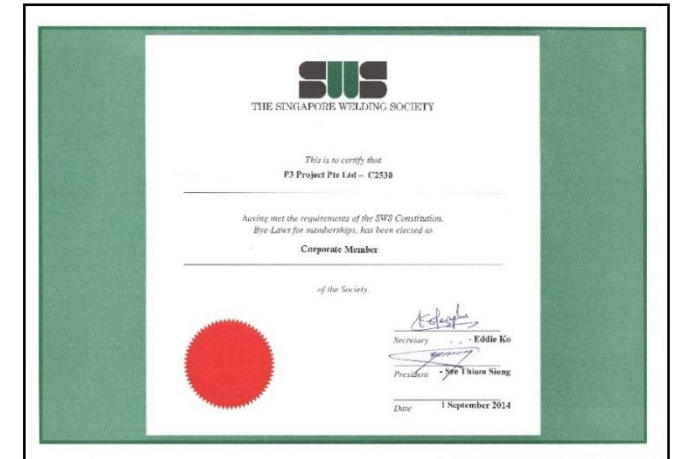 SWS
THE SINGAPORE WELDING SOCIETY
This is to certify that
P3 Project Pte Ltd – C2530
having met the requirements of the SWS Constitution,
Bye-Laws for memberships, has been elected as
Corporate Member
of the Society.
Secretary - Eddie Ko
President - Sze Thiam Siong
Date 1 September 2014